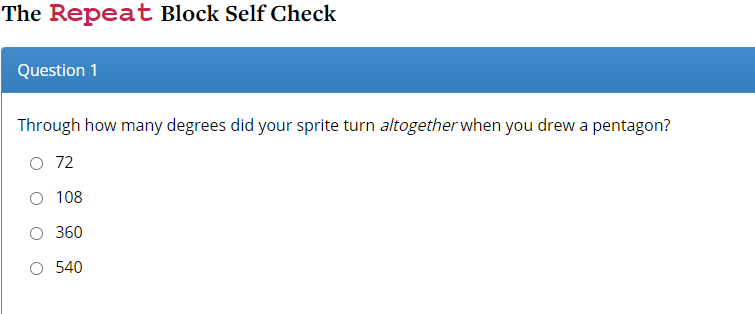 The Repeat Block Self Check
Question 1
Through how many degrees did your sprite turn altogether when you drew a pentagon?
72
108
360
540